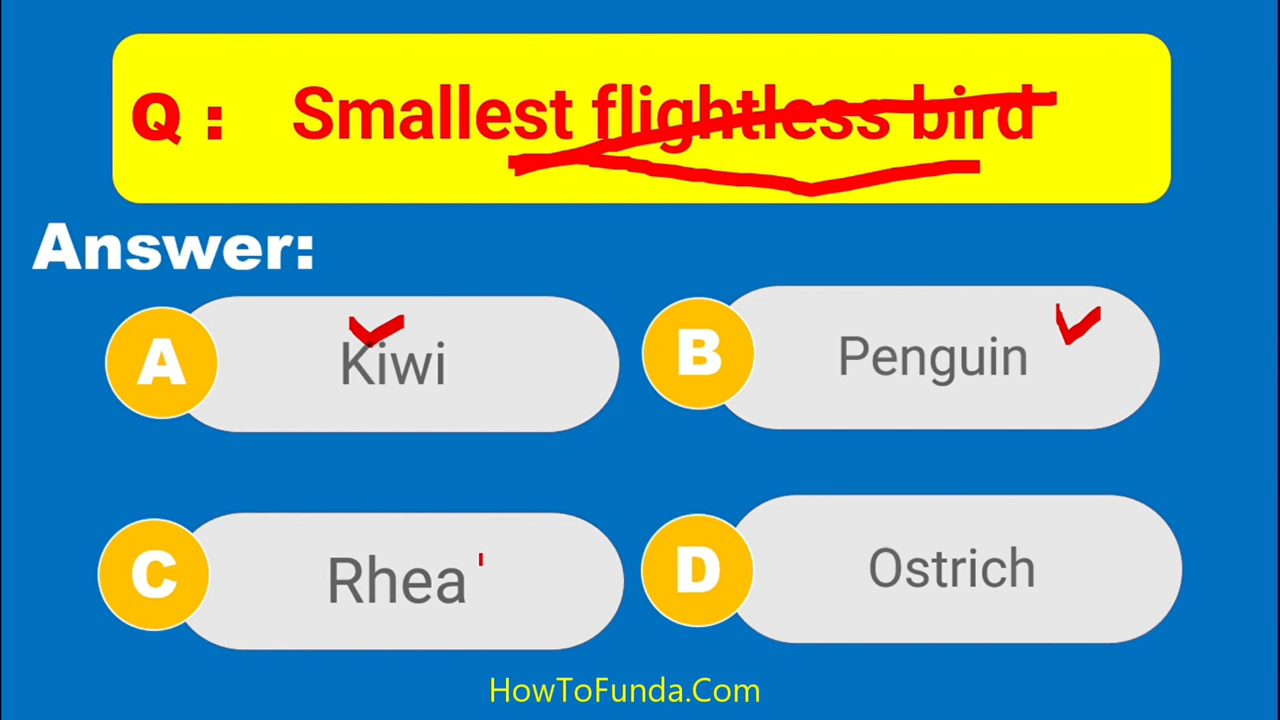 Q : Smallest flightless bird
Answer:
A Kiwi
B Penguin
C Rhea
D Ostrich
HowToFunda.Com